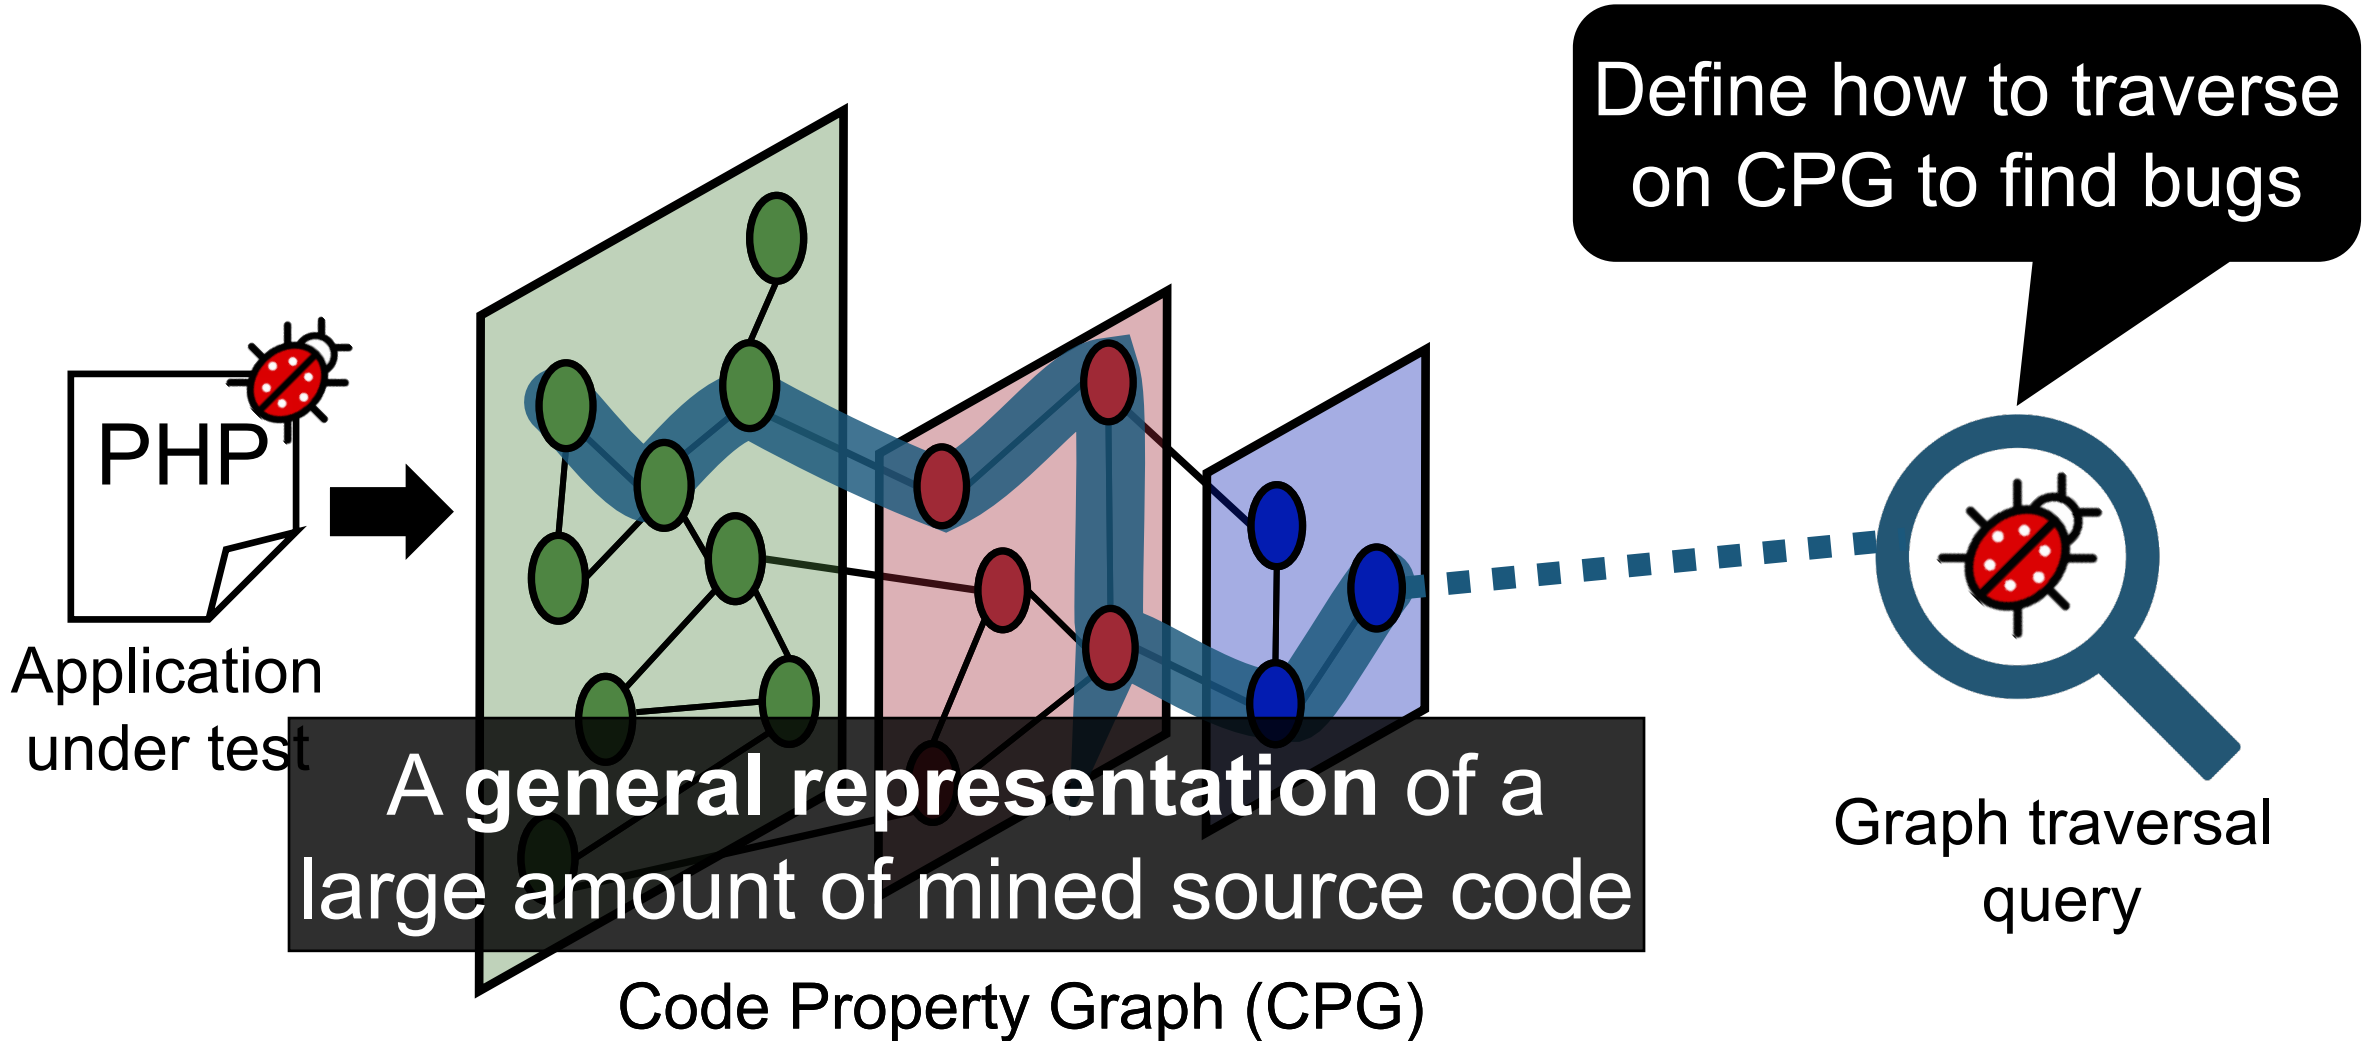 Define how to traverse
on CPG to find bugs
PHP
Application
under test
A general representation of a
large amount of mined source code
Graph traversal
query
Code Property Graph (CPG)